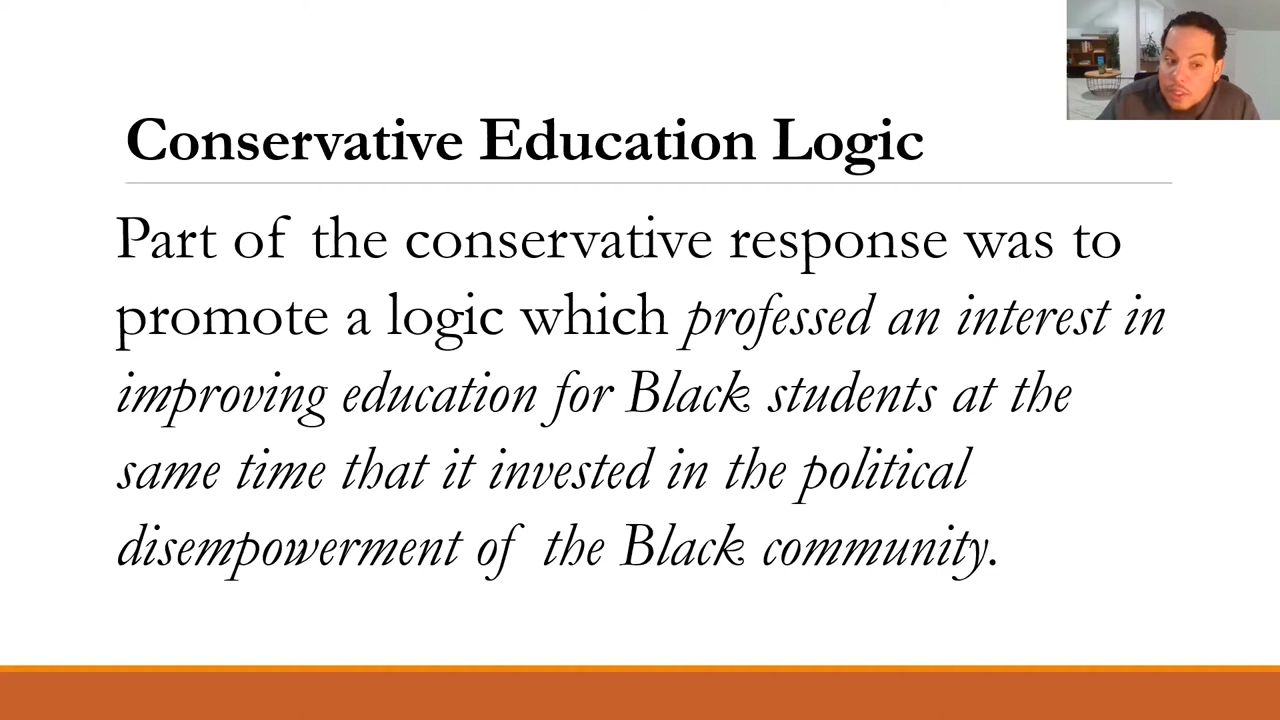 Conservative Education Logic
Part of the conservative response was to
promote a logic which professed an interest in
improving education for Black students at the
same time that it invested in the political
disempowerment of the Black community.